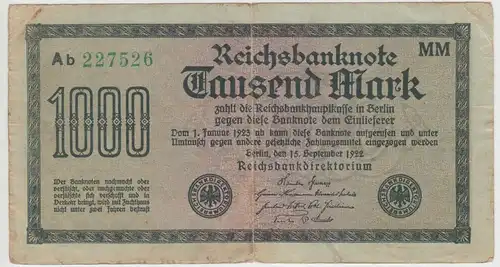 Ab 227526
Reichsbanknote
MM
Tausend Mark
1000
zahlt die Reichsbankhauptkasse in Berlin
gegen diese Banknote dem Einlieferer
Vom 1. Januar 1923 ab kann diese Banknote aufgerufen und unter
Umtausch gegen andere gesetzliche Zahlungsmittel eingezogen werden
Berlin, den 15. September 1922
Reichsbankdirektorium
Wer Banknoten nachmacht oder
verfälscht, oder nachgemachte oder
verfälschte sich verschafft und in
Verkehr bringt, wird mit Zuchthaus
nicht unter zwei Jahren bestraft